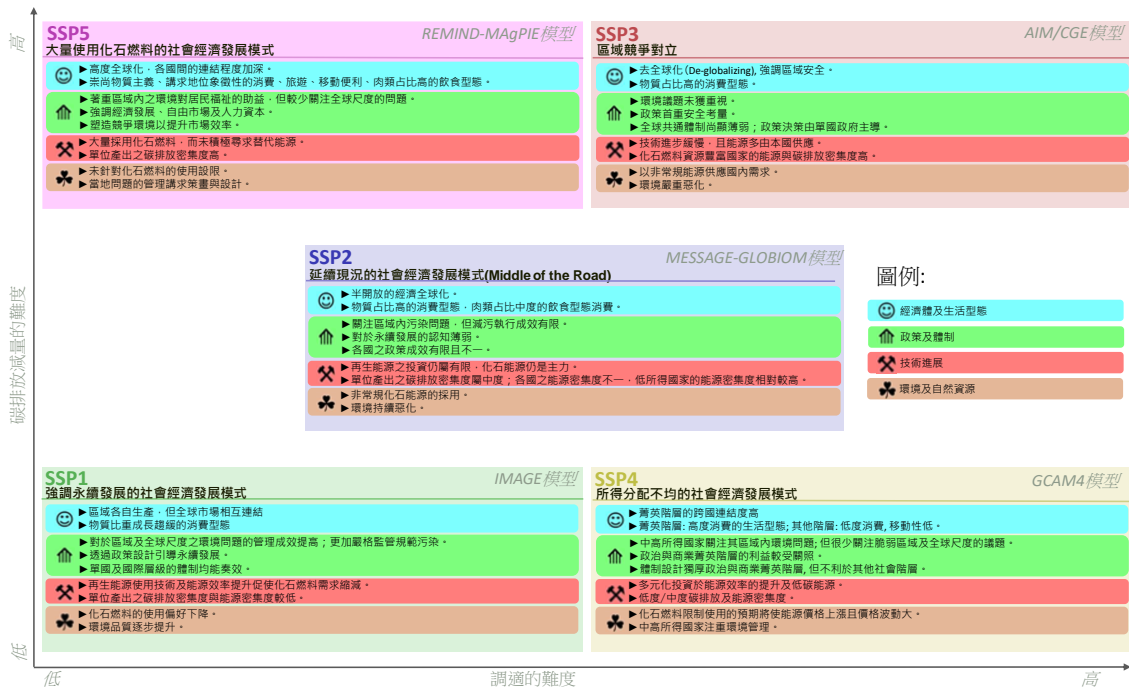 高
碳排放減量的難度
低
SSP5
REMIND-MAgPIE模型
大量使用化石燃料的社會經濟發展模式
►高度全球化，各國間的連結程度加深。
►崇尚物質主義、講求地位象徵性的消費、旅遊、移動便利、肉類占比高的飲食型態。
►著重區域內之環境對居民福祉的助益，但較少關注全球尺度的問題。
►強調經濟發展、自由市場及人力資本。
►塑造競爭環境以提升市場效率。
►大量採用化石燃料，而未積極尋求替代能源。
►單位產出之碳排放密集度高。
►未針對化石燃料的使用設限。
►當地問題的管理講求策畫與設計。
SSP3
AIM/CGE模型
區域競爭對立
►去全球化(De-globalizing), 強調區域安全。
►物質占比高的消費型態。
►環境議題未獲重視。
►政策首重安全考量。
►全球共通體制尚顯薄弱；政策決策由單國政府主導。
►技術進步緩慢，且能源多由本國供應。
►化石燃料資源豐富國家的能源與碳排放密集度高。
►以非常規能源供應國內需求。
►環境嚴重惡化。
SSP2
MESSAGE-GLOBIOM模型
延續現況的社會經濟發展模式(Middle of the Road)
►半開放的經濟全球化。
►物質占比高的消費型態，肉類占比中度的飲食型態消費。
►關注區域內污染問題，但減污執行成效有限。
►對於永續發展的認知薄弱。
►各國之政策成效有限且不一。
►再生能源之投資仍屬有限，化石能源仍是主力。
►單位產出之碳排放密集度屬中度；各國之能源密集度不一，低所得國家的能源密集度相對較高。
►非常規化石能源的採用。
►環境持續惡化。
圖例:
經濟體及生活型態
政策及體制
技術進展
環境及自然資源
SSP1
IMAGE模型
強調永續發展的社會經濟發展模式
►區域各自生產，但全球市場相互連結
►物質比重成長趨緩的消費型態
►對於區域及全球尺度之環境問題的管理成效提高；更加嚴格監管規範污染。
►透過政策設計引導永續發展。
►單國及國際層級的體制均能奏效。
►再生能源使用技術及能源效率提升促使化石燃料需求縮減。
►單位產出之碳排放密集度與能源密集度較低。
►化石燃料的使用偏好下降。
►環境品質逐步提升。
SSP4
GCAM4模型
所得分配不均的社會經濟發展模式
►菁英階層的跨國連結度高
►菁英階層: 高度消費的生活型態; 其他階層: 低度消費, 移動性低。
►中高所得國家關注其區域內環境問題; 但很少關注脆弱區域及全球尺度的議題。
►政治與商業菁英階層的利益較受關照。
►體制設計獨厚政治與商業菁英階層, 但不利於其他社會階層。
►多元化投資於能源效率的提升及低碳能源。
►低度/中度碳排放及能源密集度。
►化石燃料限制使用的預期將使能源價格上漲且價格波動大。
►中高所得國家注重環境管理。
低
調適的難度
高